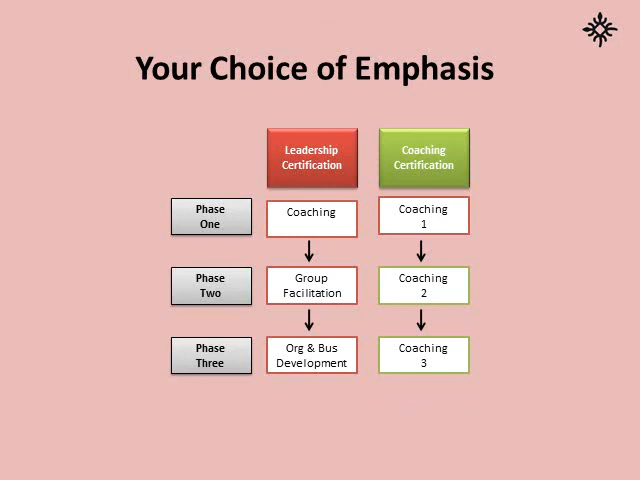 Your Choice of Emphasis
Leadership
Certification
Coaching
Certification
Phase
One
Coaching
Coaching
1
Phase
Two
Group
Facilitation
Coaching
2
Phase
Three
Org & Bus
Development
Coaching
3